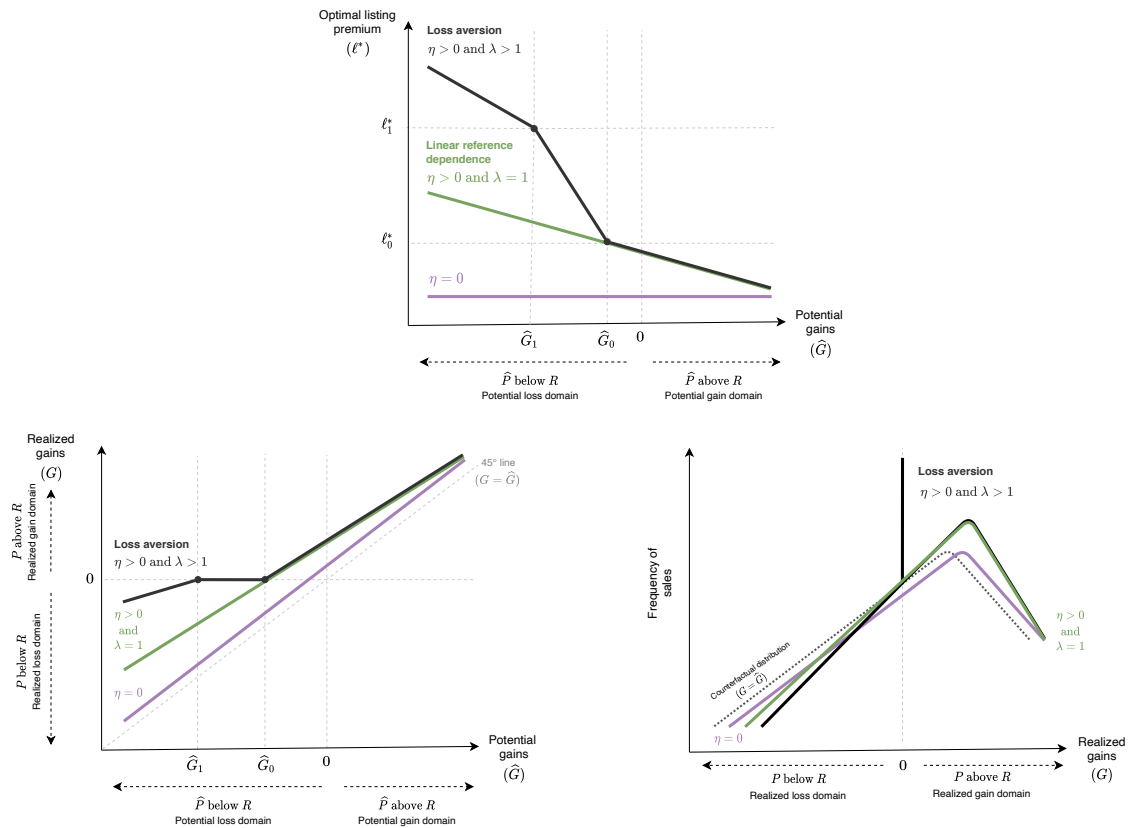 Optimal listing
premium
(ℓ*)
Loss aversion
η > 0 and λ > 1
ℓ₁*
Linear reference
dependence
η > 0 and λ = 1
ℓ₀*
η = 0
Ĝ₁
Ĝ₀
0
Potential
gains
(Ĝ)
P̂ below R
Potential loss domain
P̂ above R
Potential gain domain
Realized
gains
(G)
P above R
Realized gain domain
0
P below R
Realized loss domain
Loss aversion
η > 0 and λ > 1
η > 0
and
λ = 1
η = 0
45° line
(G = Ĝ)
Ĝ₁
Ĝ₀
0
Potential
gains
(Ĝ)
P̂ below R
Potential loss domain
P̂ above R
Potential gain domain
Frequency of
sales
Loss aversion
η > 0 and λ > 1
Counterfactual distribution
(G = Ĝ)
η = 0
η > 0
and
λ = 1
0
Realized
gains
(G)
P below R
Realized loss domain
P above R
Realized gain domain